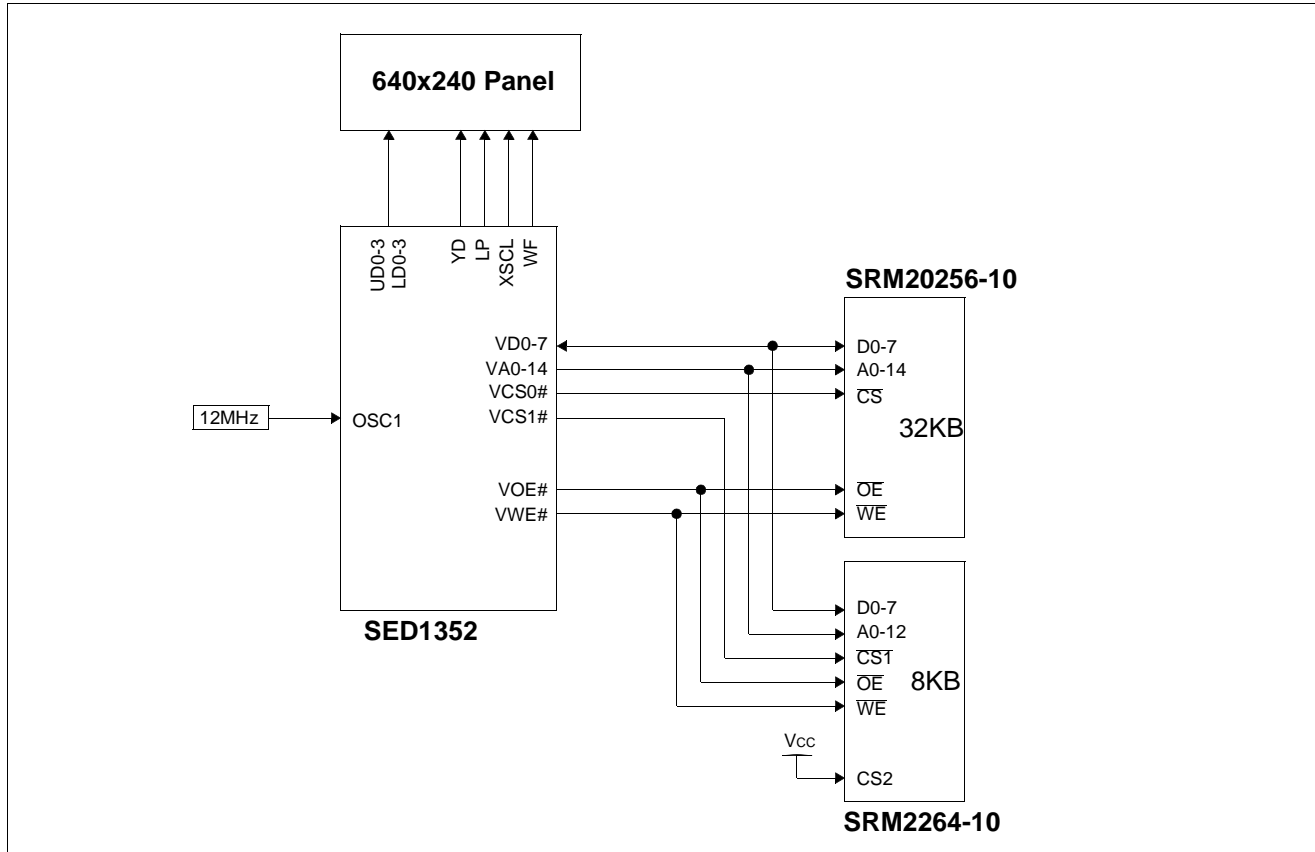 640x240 Panel
UD0-3
LD0-3
YD
LP
XSCL
WF
SRM20256-10
VD0-7
VA0-14
VCS0#
VCS1#
VOE#
VWE#
12MHz
OSC1
D0-7
A0-14
CS
32KB
OE
WE
SED1352
D0-7
A0-12
CS1
OE
WE
8KB
Vcc
CS2
SRM2264-10